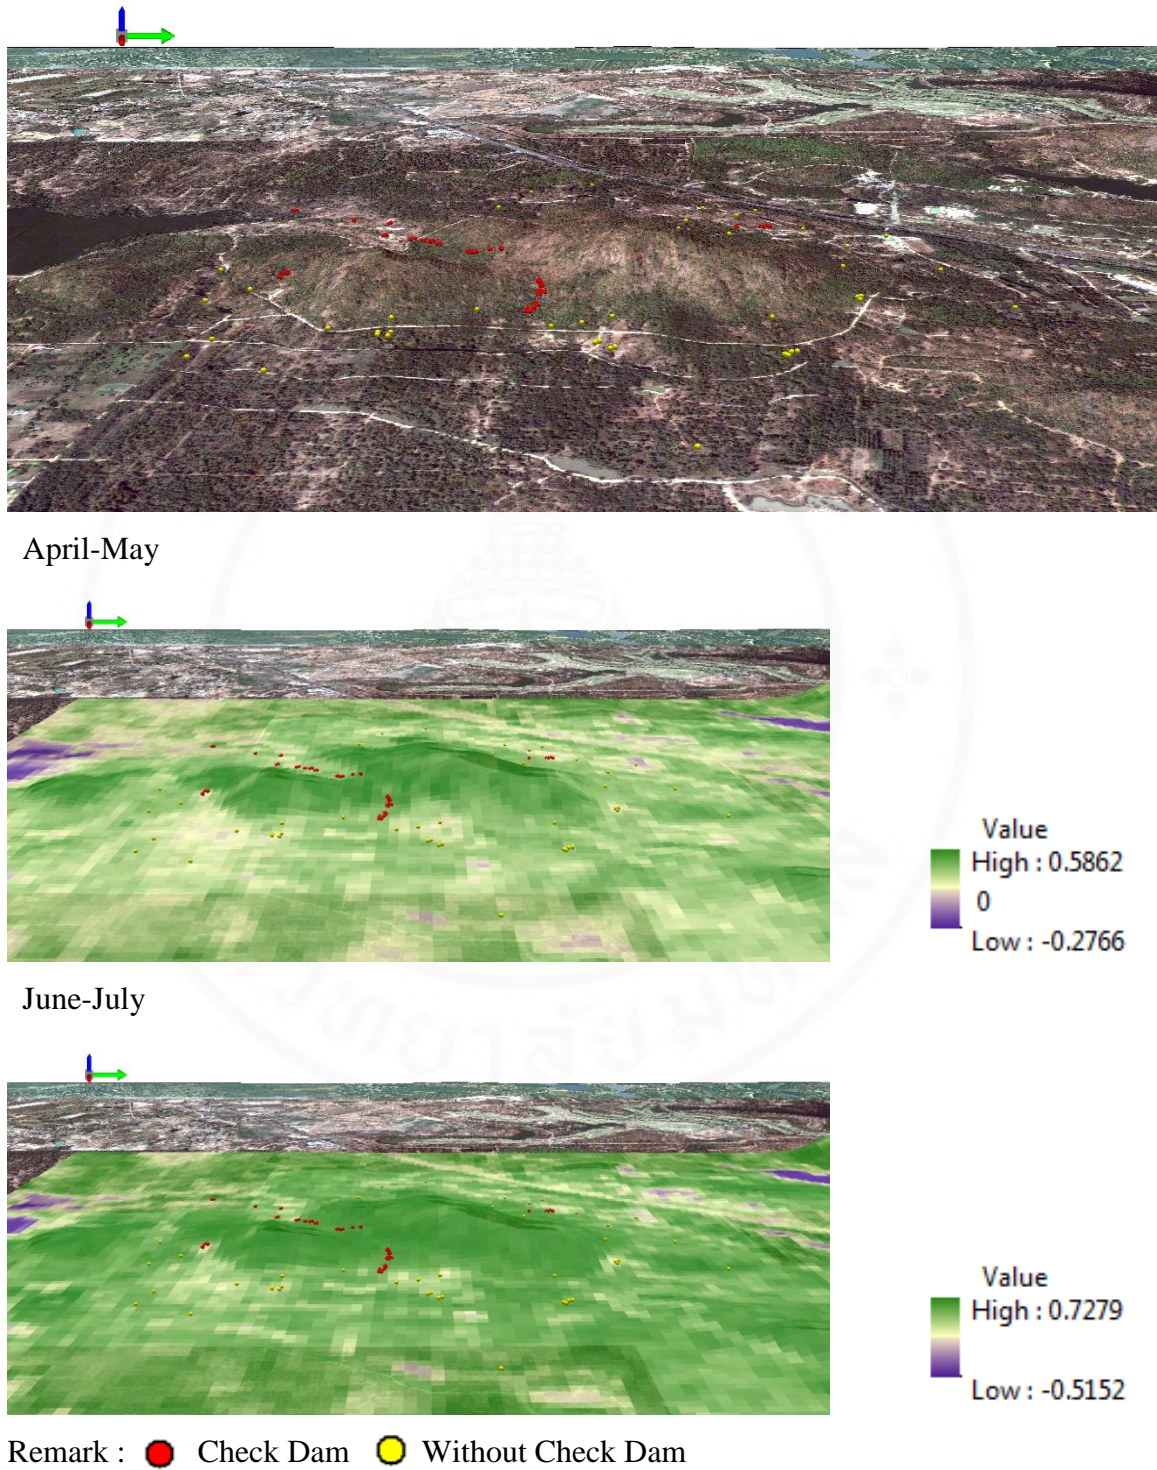 April-May
Value
High : 0.5862
0
Low : -0.2766
June-July
Value
High : 0.7279
Low : -0.5152
Remark : Check Dam Without Check Dam